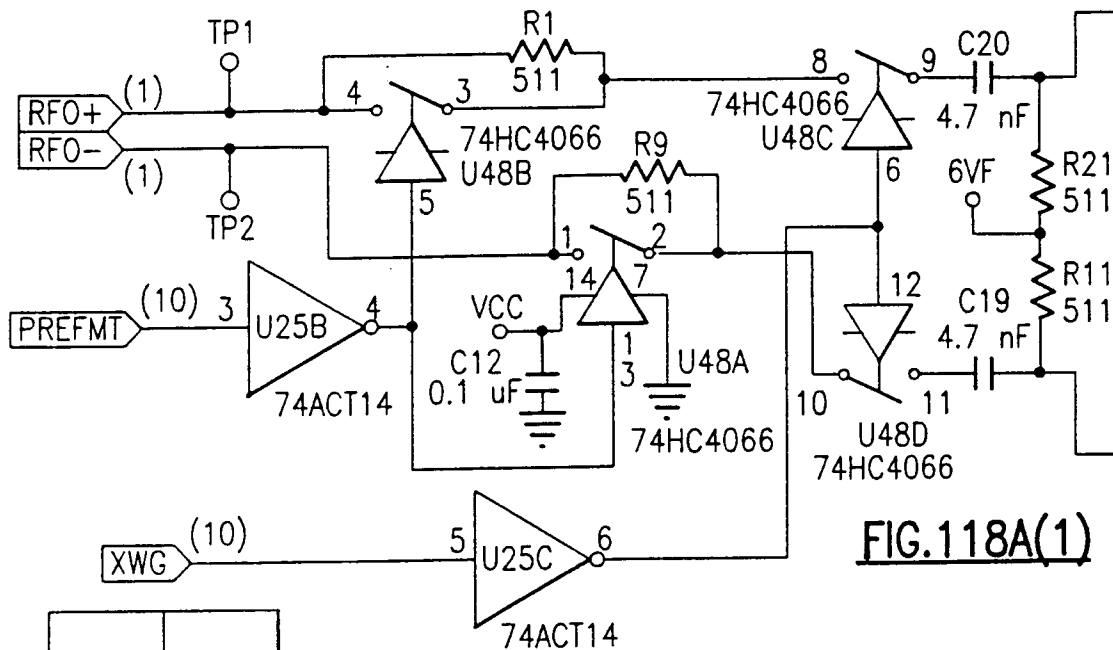 TP1
R1
511
C20
4.7 nF
(1)
RFO+
4
3
8
9
74HC4066
U48B
74HC4066
U48C
RFO-
(1)
R9
511
5
6
6VF
R21
511
TP2
1
2
14
7
12
PREFMT
(10)
3
U25B
4
VCC
R11
511
C19
4.7 nF
C12
0.1 uF
1
3
U48A
74ACT14
74HC4066
10
11
U48D
74HC4066
XWG
(10)
5
U25C
6
74ACT14
FIG.118A(1)